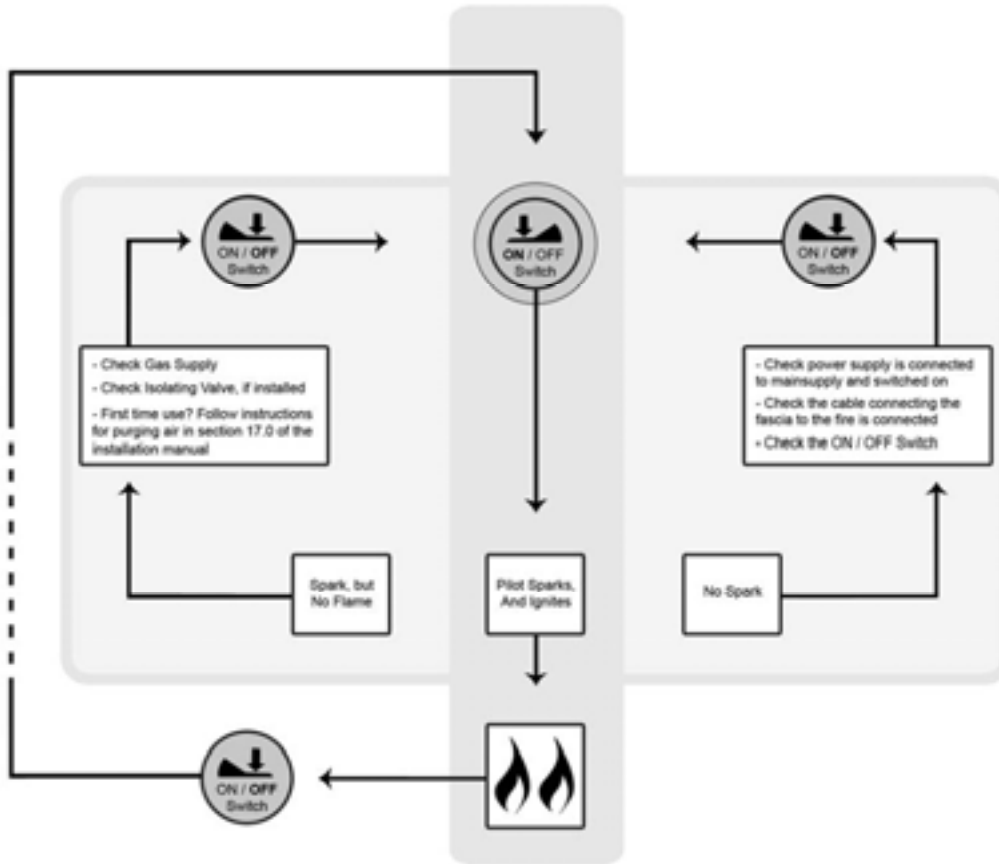 ON / OFF
Switch
ON / OFF
Switch
ON / OFF
Switch
- Check Gas Supply
- Check Isolating Valve, if installed
- First time use? Follow instructions
for purging air in section 17.0 of the
installation manual
- Check power supply is connected
to mainsupply and switched on
- Check the cable connecting the
fascia to the fire is connected
- Check the ON / OFF Switch
Spark, but
No Flame
Pilot Sparks,
And Ignites
No Spark
ON / OFF
Switch